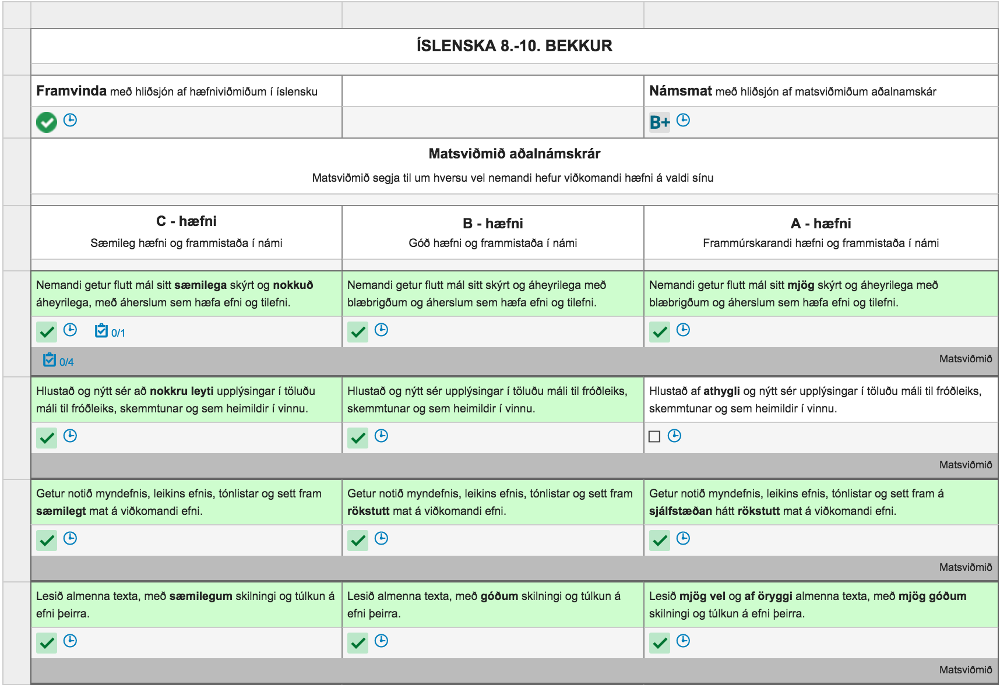 ÍSLENSKA 8.-10. BEKKUR
Framvinda með hliðsjón af hæfniviðmiðum í íslensku
Námsmat með hliðsjón af matsviðmiðum aðalnamskár
B+
Matsviðmið aðalnámskrár
Matsviðmið segja til um hversu vel nemandi hefur viðkomandi hæfni á valdi sínu
C - hæfni
Sæmileg hæfni og frammistaða í námi
B - hæfni
Góð hæfni og frammistaða í námi
A - hæfni
Frammúrskarandi hæfni og frammistaða í námi
Nemandi getur flutt mál sitt sæmilega skýrt og nokkuð
áheyrilega, með áherslum sem hæfa efni og tilefni.
Nemandi getur flutt mál sitt skýrt og áheyrilega með
blæbrigðum og áherslum sem hæfa efni og tilefni.
Nemandi getur flutt mál sitt mjög skýrt og áheyrilega með
blæbrigðum og áherslum sem hæfa efni og tilefni.
0/1
0/4
Matsviðmið
Hlustað og nýtt sér að nokkru leyti upplýsingar í töluðu
máli til fróðleiks, skemmtunar og sem heimildir í vinnu.
Hlustað og nýtt sér upplýsingar í töluðu máli til fróðleiks,
skemmtunar og sem heimildir í vinnu.
Hlustað af athygli og nýtt sér upplýsingar í töluðu máli til fróðleiks,
skemmtunar og sem heimildir í vinnu.
Matsviðmið
Getur notið myndefnis, leikins efnis, tónlistar og sett fram
sæmilegt mat á viðkomandi efni.
Getur notið myndefnis, leikins efnis, tónlistar og sett fram
rökstutt mat á viðkomandi efni.
Getur notið myndefnis, leikins efnis, tónlistar og sett fram á
sjálfstæðan hátt rökstutt mat á viðkomandi efni.
Matsviðmið
Lesið almenna texta, með sæmilegum skilningi og túlkun á
efni þeirra.
Lesið almenna texta, með góðum skilningi og túlkun á
efni þeirra.
Lesið mjög vel og af öryggi almenna texta, með mjög góðum
skilningi og túlkun á efni þeirra.
Matsviðmið